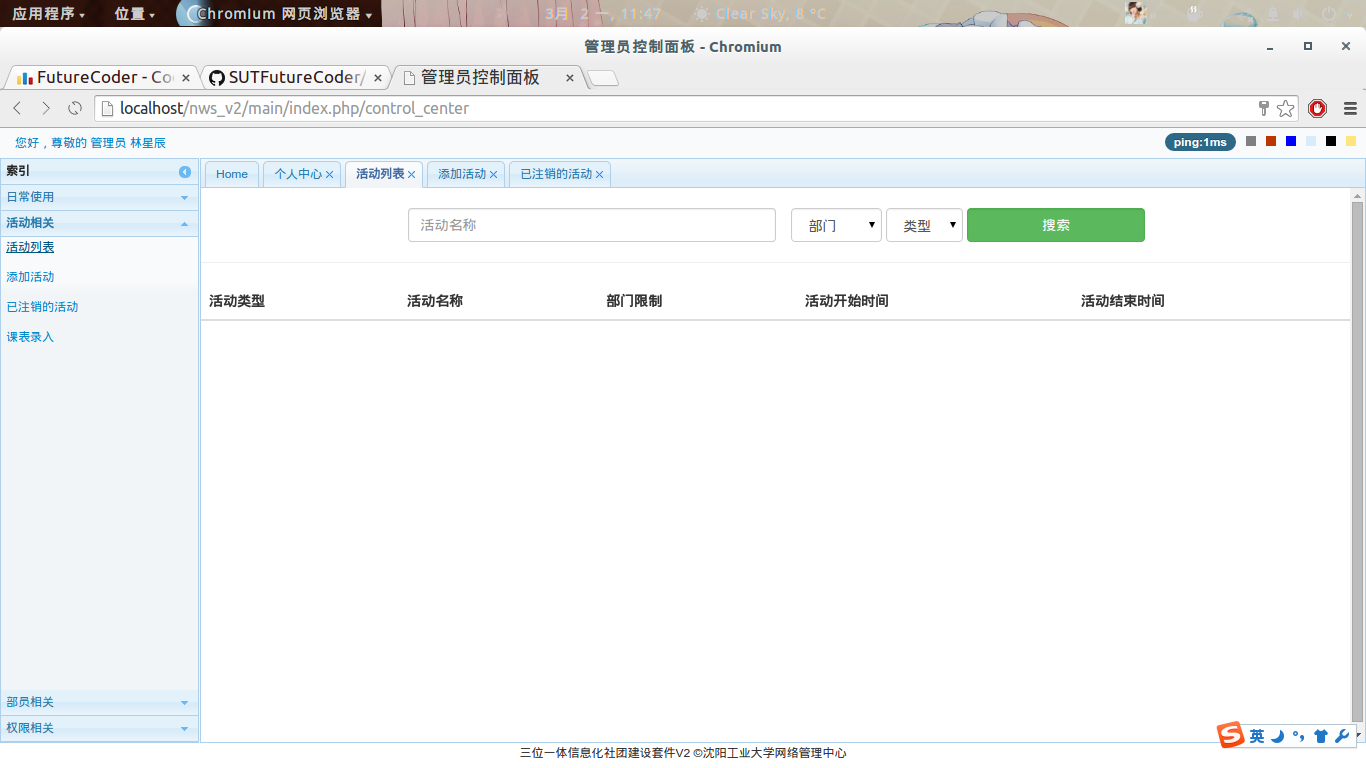 应用程序 位置 Chromium 网页浏览器 3月 2 一, 11:47 Clear Sky, 8 °C
管理员控制面板 - Chromium
FutureCoder - Co SUTFutureCoder/ 管理员控制面板
localhost/nws_v2/main/index.php/control_center
您好，尊敬的 管理员 林星辰 ping:1ms
索引 Home 个人中心 活动列表 添加活动 已注销的活动
日常使用
活动相关
活动列表
添加活动
已注销的活动
课表录入
部员相关
权限相关
活动名称 部门 类型 搜索
活动类型 活动名称 部门限制 活动开始时间 活动结束时间
英
三位一体信息化社团建设套件V2 ©沈阳工业大学网络管理中心